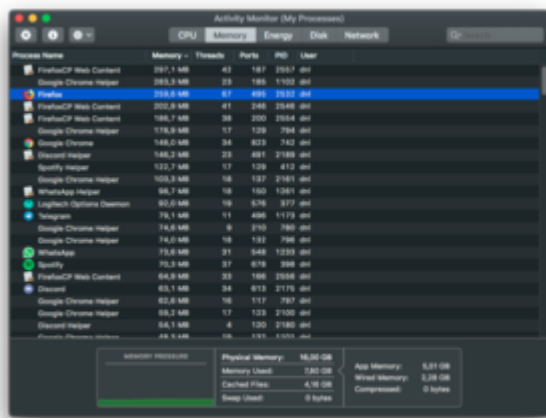 Activity Monitor (My Processes)
CPU Memory Energy Disk Network Search
Process Name Memory Threads Ports PID User
FirefoxCP Web Content 297,1 MB 42 187 2557 dnl
Google Chrome Helper 283,3 MB 23 185 1102 dnl
Firefox 259,6 MB 67 495 2532 dnl
FirefoxCP Web Content 202,9 MB 41 246 2546 dnl
FirefoxCP Web Content 186,7 MB 38 200 2554 dnl
Google Chrome Helper 178,9 MB 17 129 794 dnl
Google Chrome 146,0 MB 34 823 742 dnl
Discord Helper 146,2 MB 23 491 2189 dnl
Spotify Helper 122,7 MB 17 139 412 dnl
Google Chrome Helper 103,3 MB 18 137 2161 dnl
WhatsApp Helper 98,7 MB 18 150 1261 dnl
Logitech Options Daemon 92,0 MB 19 576 377 dnl
Telegram 79,1 MB 11 496 1173 dnl
Google Chrome Helper 74,6 MB 9 210 780 dnl
Google Chrome Helper 74,0 MB 18 132 796 dnl
WhatsApp 73,6 MB 31 548 1233 dnl
Spotify 70,3 MB 37 678 398 dnl
FirefoxCP Web Content 64,9 MB 33 166 2558 dnl
Discord 63,1 MB 34 613 2175 dnl
Google Chrome Helper 62,6 MB 16 117 797 dnl
Google Chrome Helper 59,2 MB 17 123 2100 dnl
Discord Helper 54,1 MB 4 120 2180 dnl
Google Chrome Helper
MEMORY PRESSURE
Physical Memory: 16,00 GB
Memory Used: 7,80 GB
Cached Files: 4,16 GB
Swap Used: 0 bytes
App Memory: 5,51 GB
Wired Memory: 2,28 GB
Compressed: 0 bytes